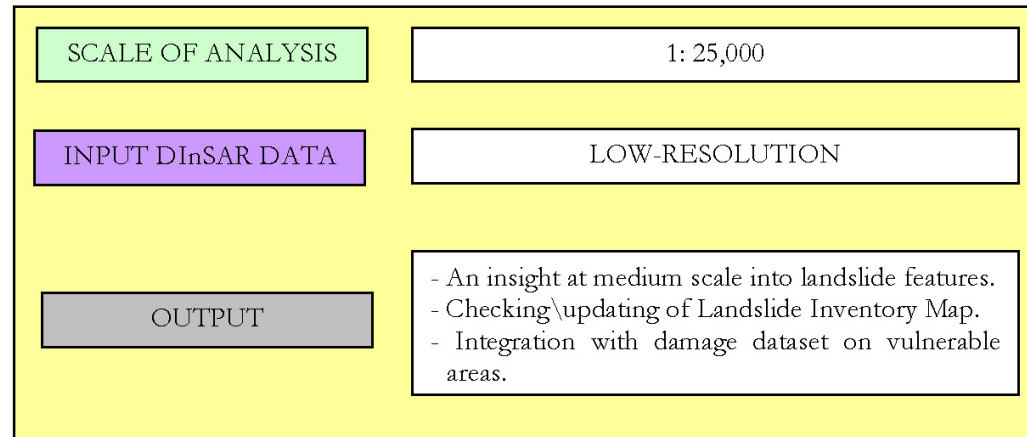 SCALE OF ANALYSIS
1: 25,000
INPUT DInSAR DATA
LOW-RESOLUTION
OUTPUT
- An insight at medium scale into landslide features.
- Checking\updating of Landslide Inventory Map.
- Integration with damage dataset on vulnerable
areas.